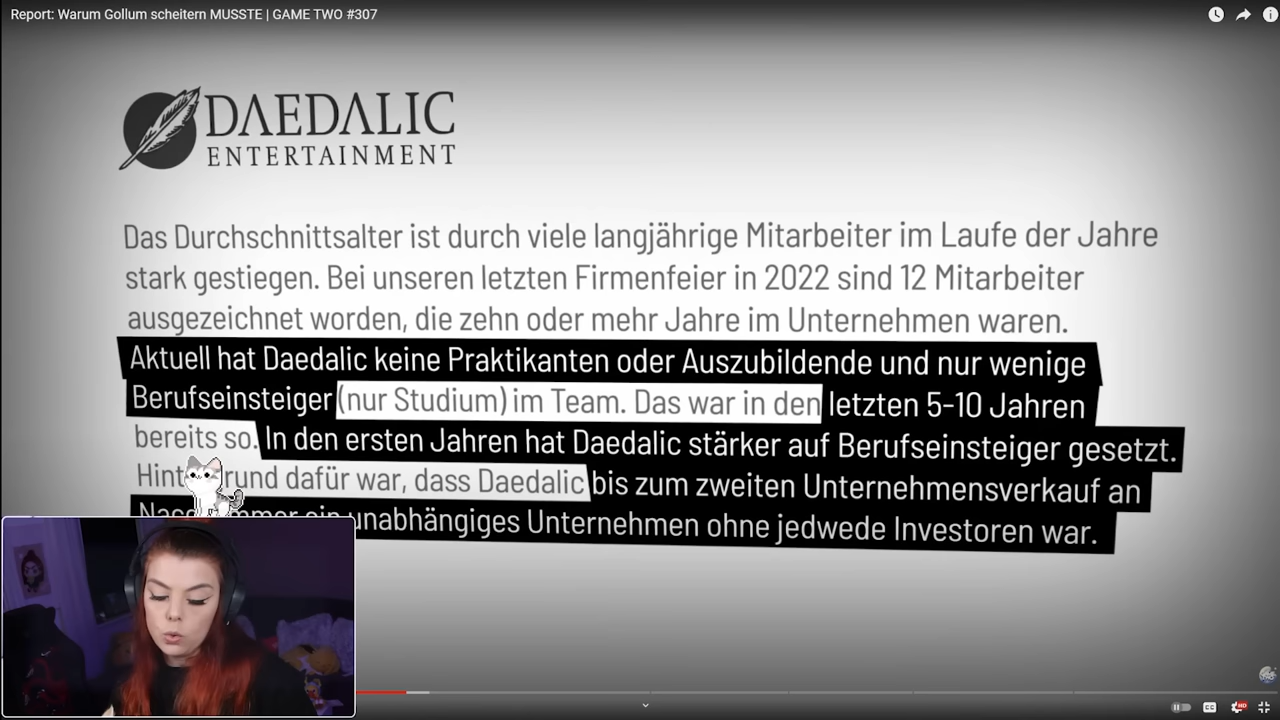 Report: Warum Gollum scheitern MUSSTE | GAME TWO #307
DAEDALIC
ENTERTAINMENT
Das Durchschnittsalter ist durch viele langjährige Mitarbeiter im Laufe der Jahre
stark gestiegen. Bei unseren letzten Firmenfeier in 2022 sind 12 Mitarbeiter
ausgezeichnet worden, die zehn oder mehr Jahre im Unternehmen waren.
Aktuell hat Daedalic keine Praktikanten oder Auszubildende und nur wenige
Berufseinsteiger (nur Studium) im Team. Das war in den letzten 5-10 Jahren
bereits so. In den ersten Jahren hat Daedalic stärker auf Berufseinsteiger gesetzt.
dafür war, dass Daedalic bis zum zweiten Unternehmensverkauf an
ein unabhängiges Unternehmen ohne jedwede Investoren war.
CC
HD